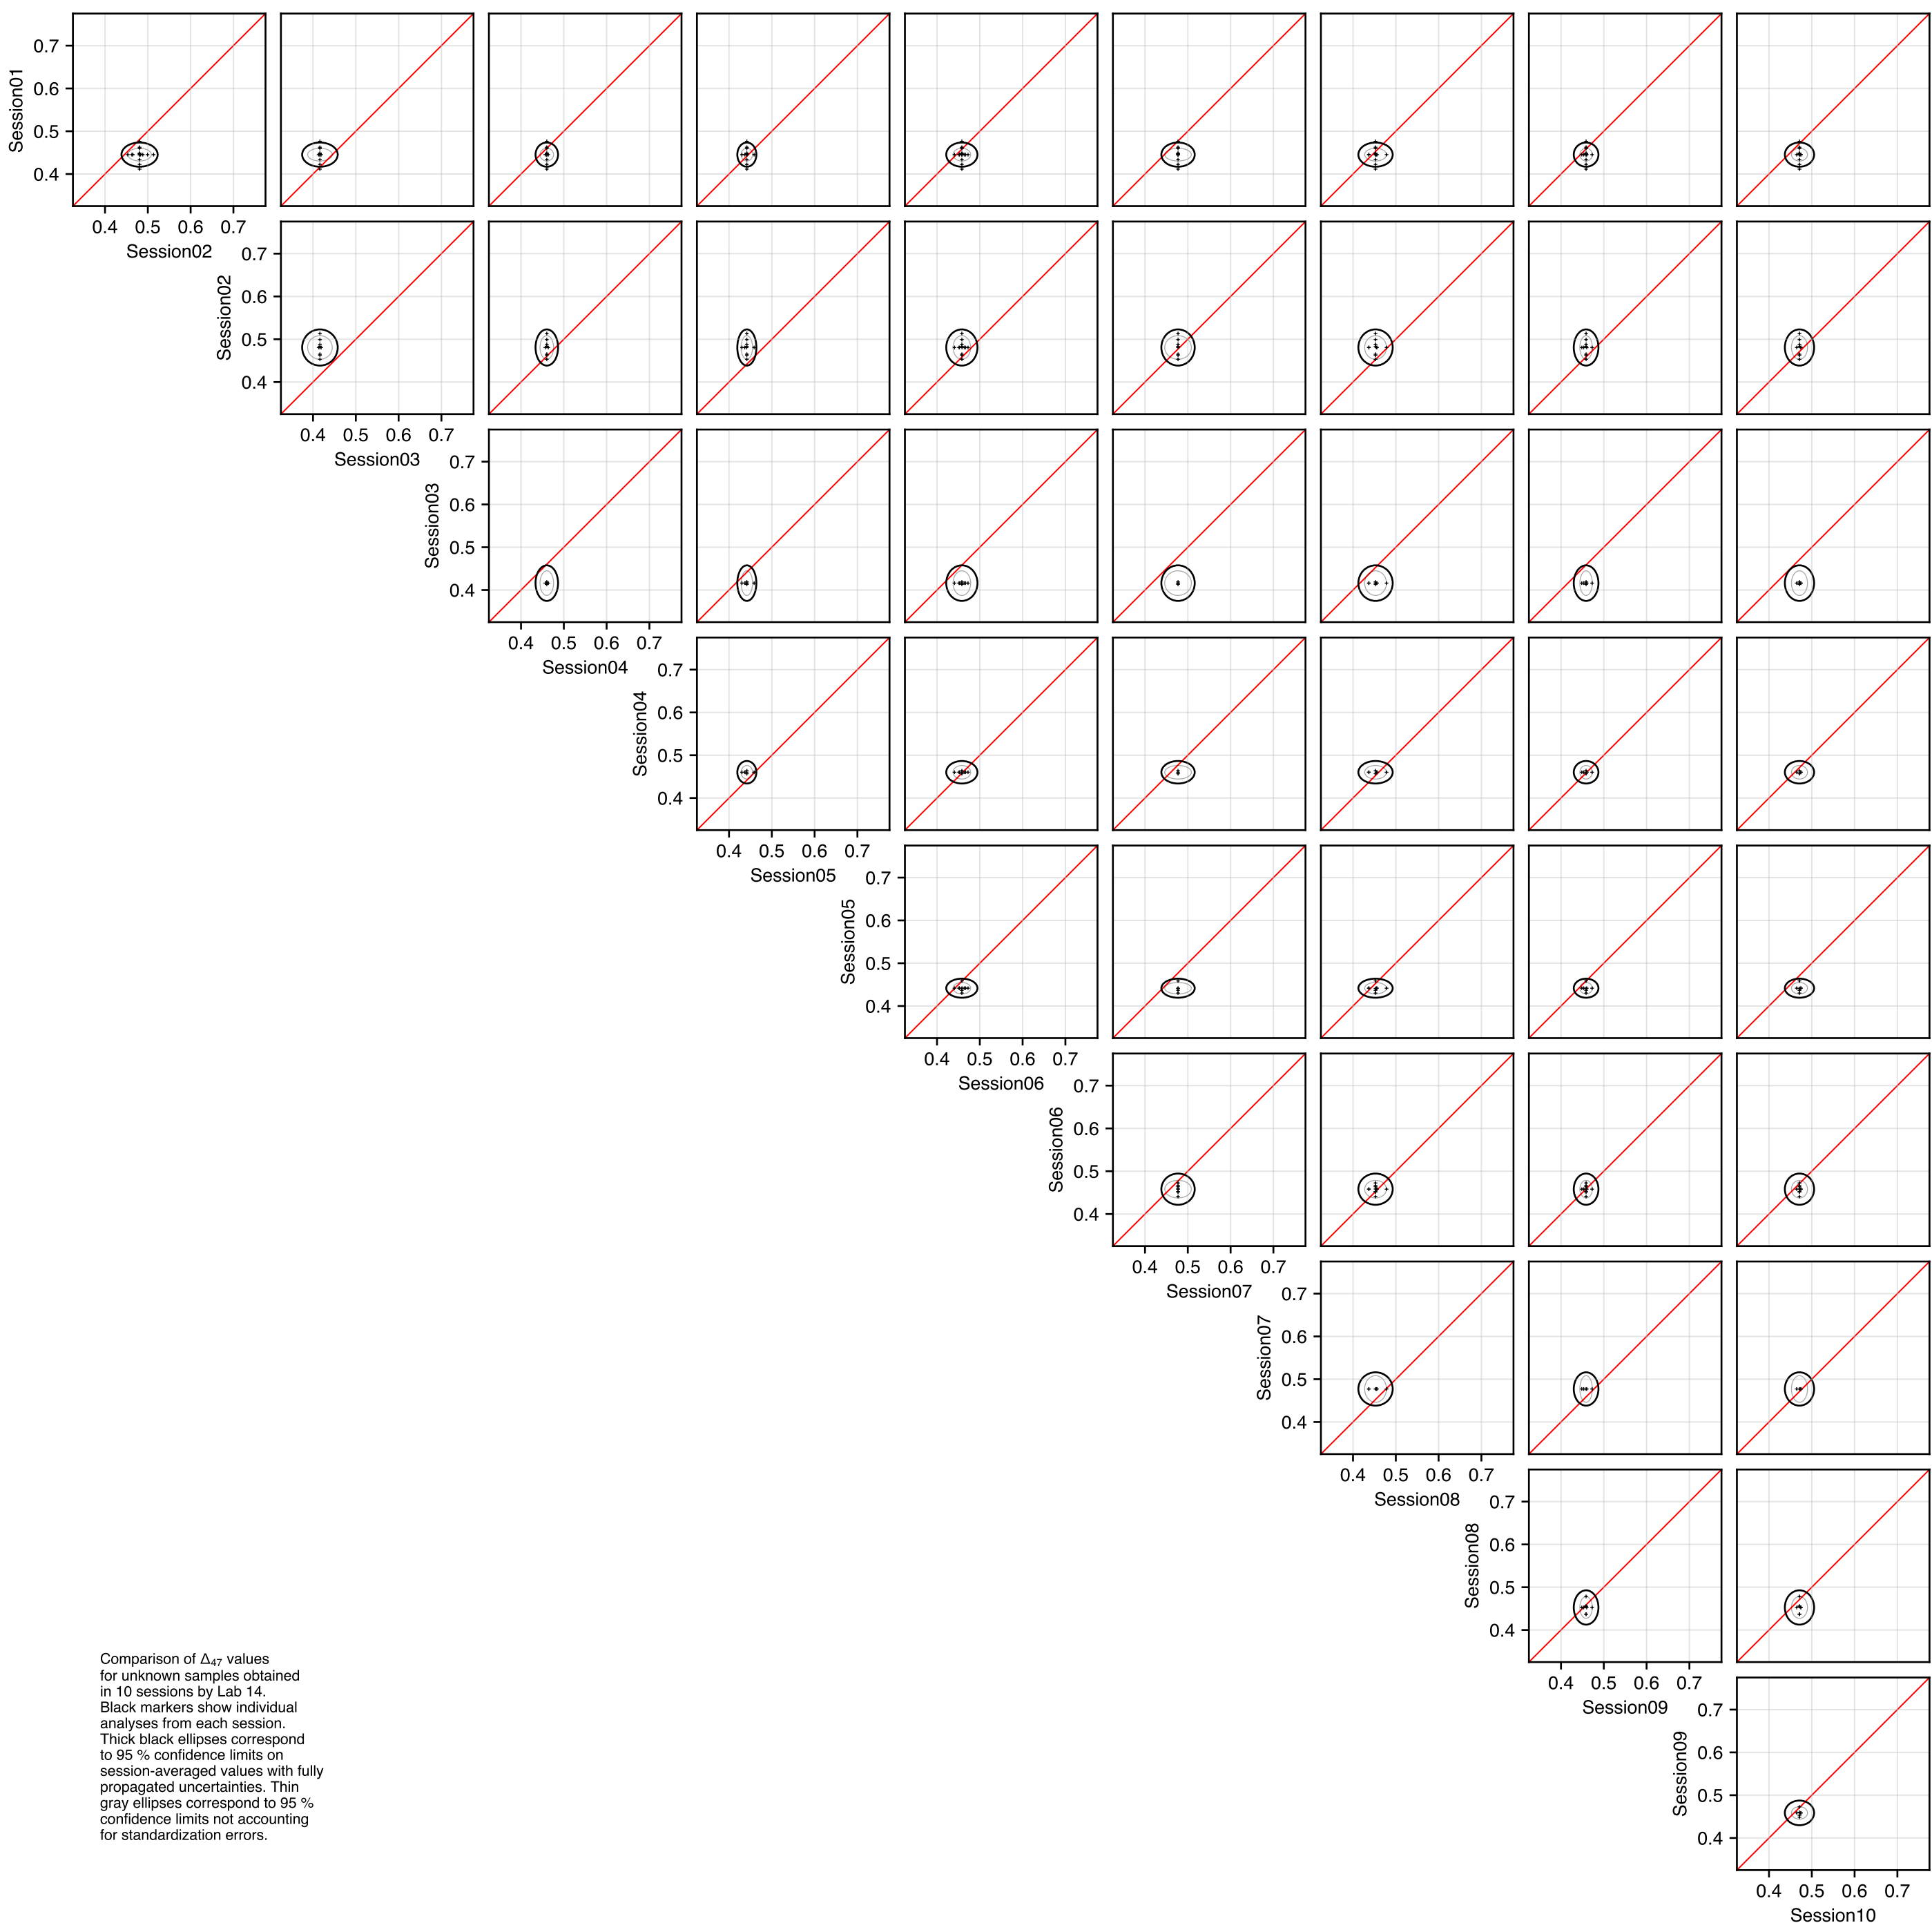 0.7
0.6
0.5
0.4
Session01
0.4 0.5 0.6 0.7
Session02
0.7
0.6
0.5
0.4
Session02
0.4 0.5 0.6 0.7
Session03
0.7
0.6
0.5
0.4
Session03
0.4 0.5 0.6 0.7
Session04
0.7
0.6
0.5
0.4
Session04
0.4 0.5 0.6 0.7
Session05
0.7
0.6
0.5
0.4
Session05
0.4 0.5 0.6 0.7
Session06
0.7
0.6
0.5
0.4
Session06
0.4 0.5 0.6 0.7
Session07
0.7
0.6
0.5
0.4
Session07
0.4 0.5 0.6 0.7
Session08
0.7
0.6
0.5
0.4
Session08
0.4 0.5 0.6 0.7
Session09
0.7
0.6
0.5
0.4
Session09
0.4 0.5 0.6 0.7
Session10
Comparison of Δ₄₇ values
for unknown samples obtained
in 10 sessions by Lab 14.
Black markers show individual
analyses from each session.
Thick black ellipses correspond
to 95 % confidence limits on
session-averaged values with fully
propagated uncertainties. Thin
gray ellipses correspond to 95 %
confidence limits not accounting
for standardization errors.